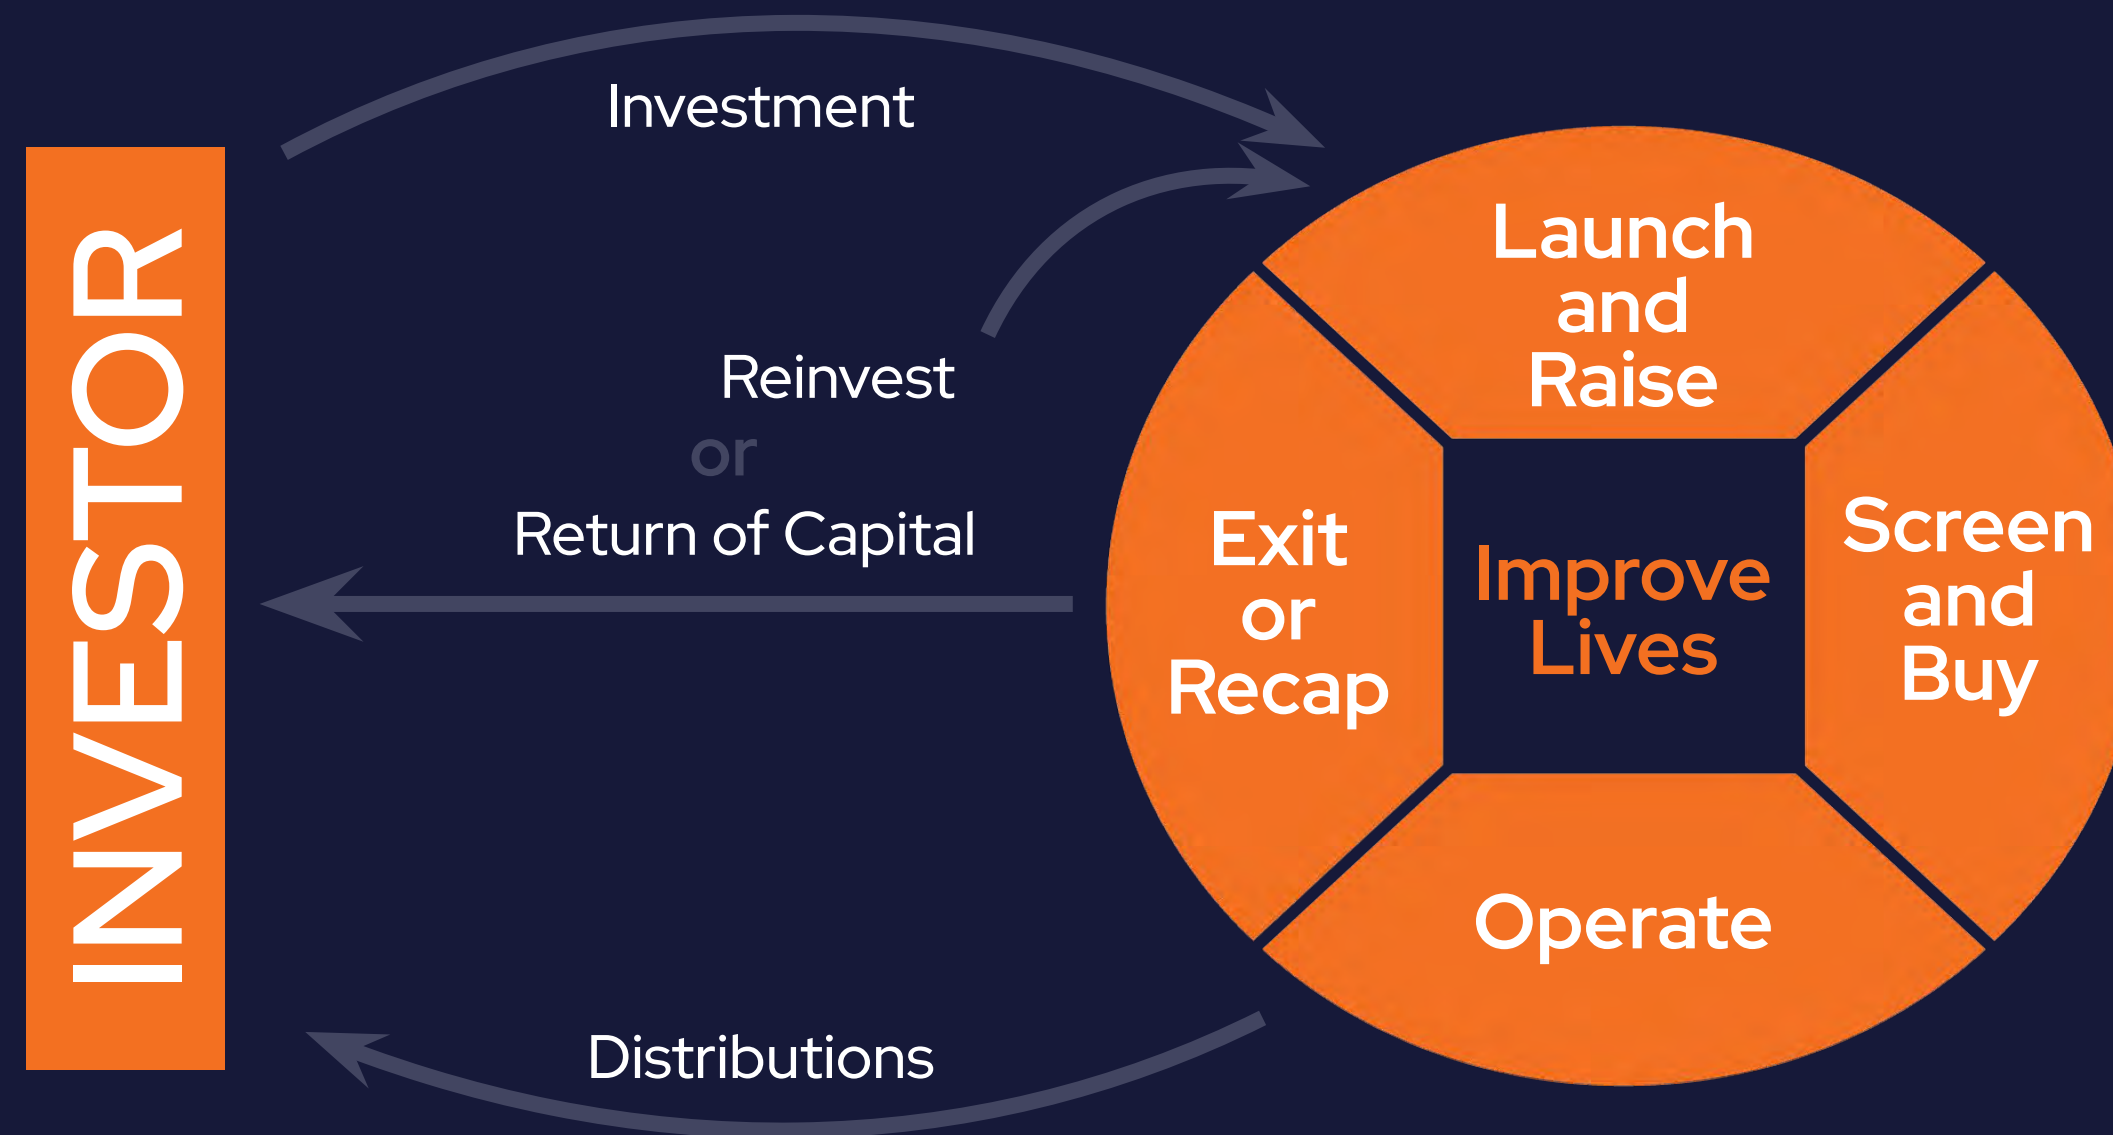 INVESTOR
Investment
Reinvest
or
Return of Capital
Distributions
Launch
and
Raise
Screen
and
Buy
Operate
Exit
or
Recap
Improve
Lives